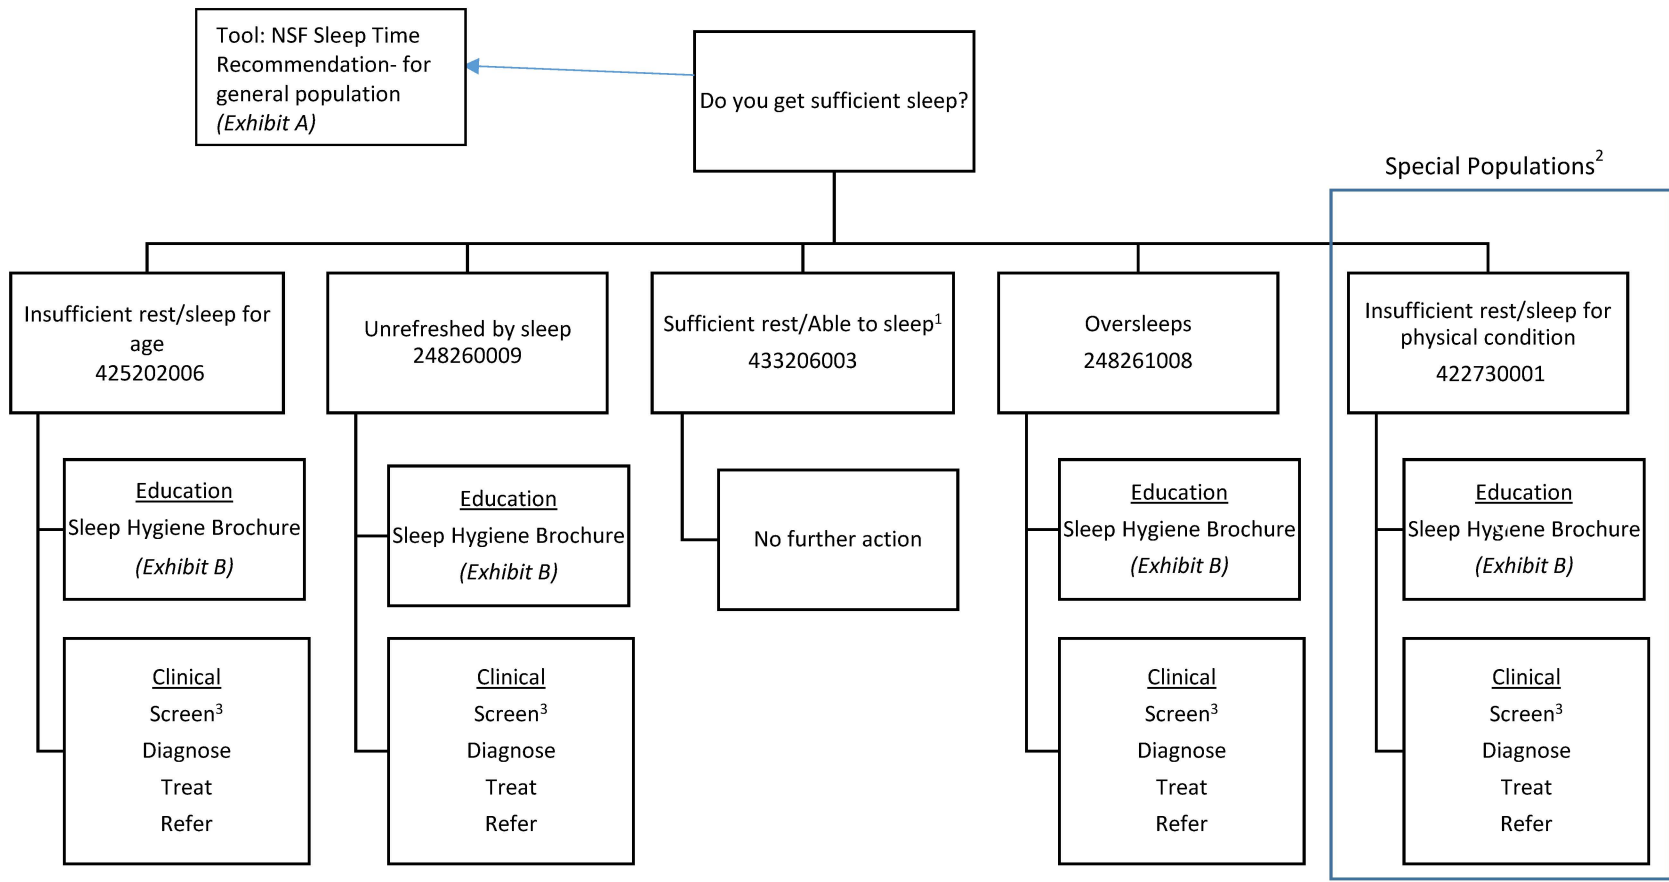 Tool: NSF Sleep Time
Recommendation- for
general population
(Exhibit A)
Do you get sufficient sleep?
Special Populations²
Insufficient rest/sleep for
age
425202006
Unrefreshed by sleep
248260009
Sufficient rest/Able to sleep¹
433206003
Oversleeps
248261008
Insufficient rest/sleep for
physical condition
422730001
Education
Sleep Hygiene Brochure
(Exhibit B)
Education
Sleep Hygiene Brochure
(Exhibit B)
No further action
Education
Sleep Hygiene Brochure
(Exhibit B)
Education
Sleep Hygiene Brochure
(Exhibit B)
Clinical
Screen³
Diagnose
Treat
Refer
Clinical
Screen³
Diagnose
Treat
Refer
Clinical
Screen³
Diagnose
Treat
Refer
Clinical
Screen³
Diagnose
Treat
Refer